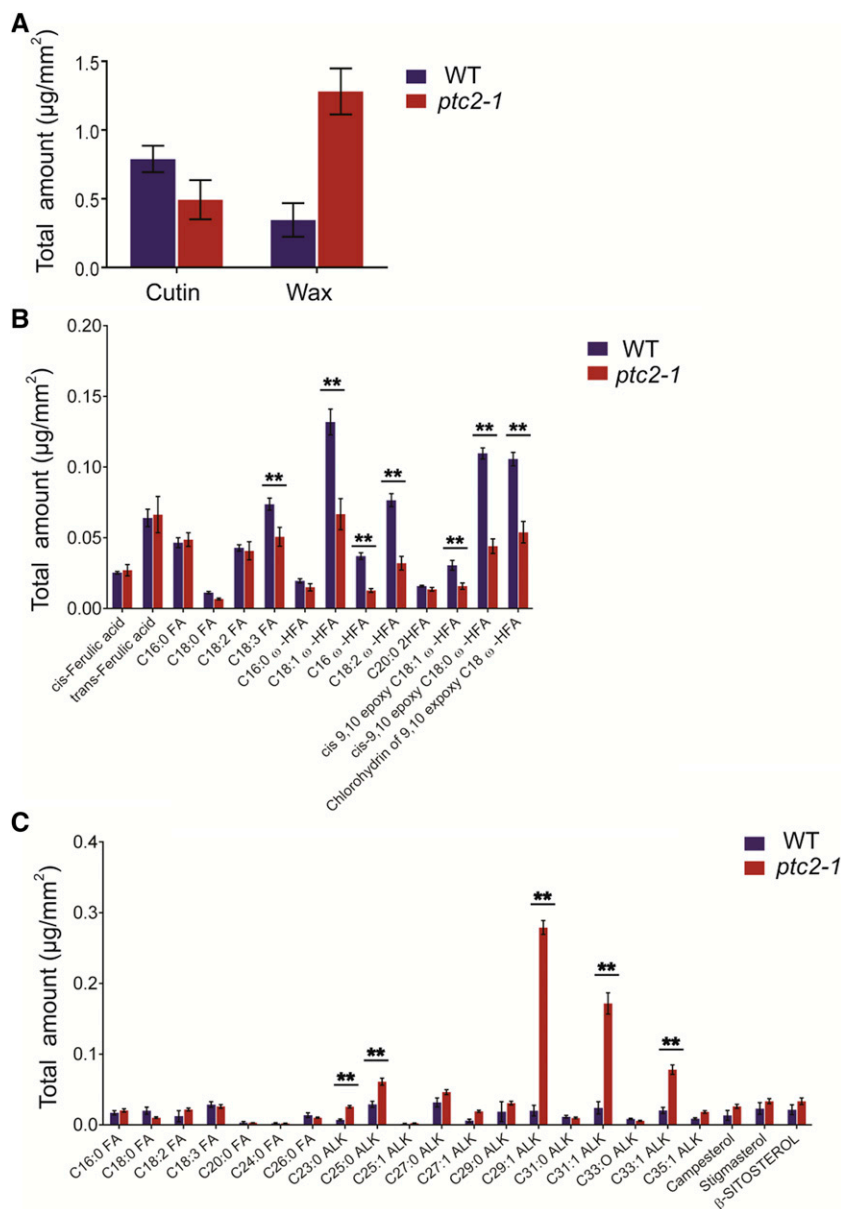 A
Total amount (µg/mm²)
1.5
1.0
0.5
0.0
Cutin
Wax
WT
ptc2-1
B
Total amount (µg/mm²)
0.20
0.15
0.10
0.05
0.00
**
**
**
**
**
**
**
cis-Ferulic acid
trans-Ferulic acid
C16:0 FA
C18:0 FA
C18:2 FA
C18:3 FA
C16:0 ω -HFA
C18:1 ω -HFA
C16 ω -HFA
C18:2 ω -HFA
C20:0 2HFA
cis 9,10 epoxy C18:1 ω -HFA
cis-9,10 epoxy C18:0 ω -HFA
Chlorohydrin of 9,10 expoxy C18 ω -HFA
WT
ptc2-1
C
Total amount (µg/mm²)
0.4
0.3
0.2
0.1
0.0
**
**
**
**
**
C16:0 FA
C18:0 FA
C18:2 FA
C18:3 FA
C20:0 FA
C24:0 FA
C26:0 FA
C23:0 ALK
C25:0 ALK
C25:1 ALK
C27:0 ALK
C27:1 ALK
C29:0 ALK
C29:1 ALK
C31:0 ALK
C31:1 ALK
C33:O ALK
C33:1 ALK
C35:1 ALK
Campesterol
Stigmasterol
β-SITOSTEROL
WT
ptc2-1